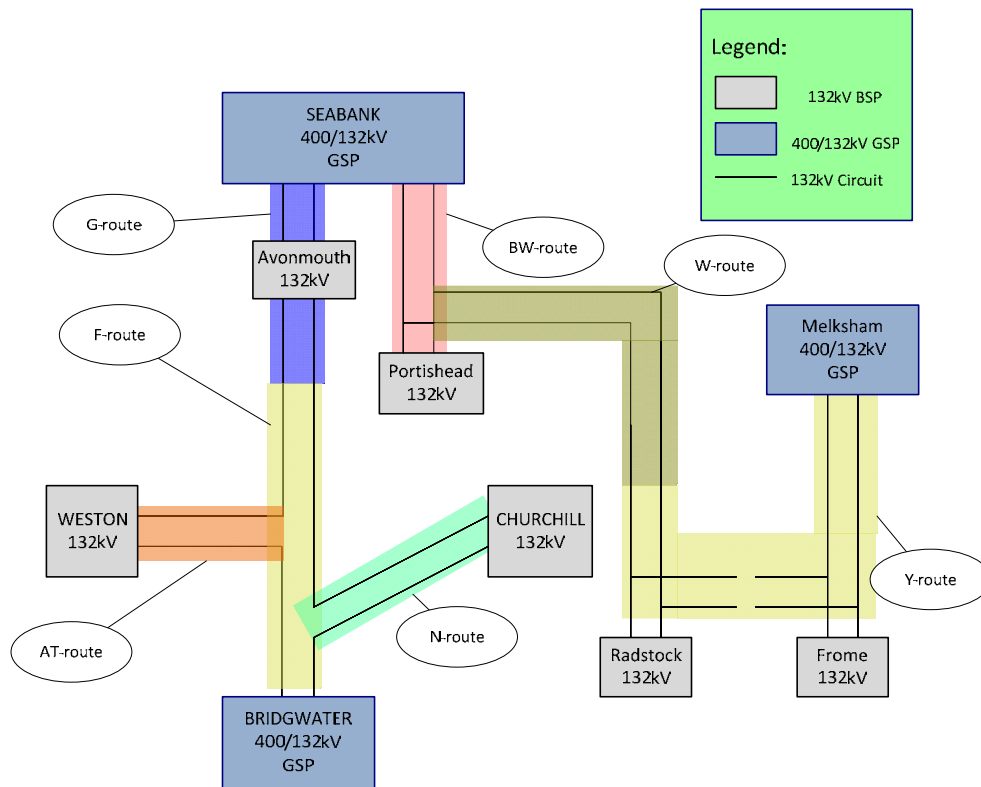 Legend:
132kV BSP
400/132kV GSP
132kV Circuit
SEABANK
400/132kV
GSP
G-route
BW-route
Avonmouth
132kV
W-route
F-route
Melksham
400/132kV
GSP
Portishead
132kV
WESTON
132kV
CHURCHILL
132kV
Y-route
AT-route
N-route
Radstock
132kV
Frome
132kV
BRIDGWATER
400/132kV
GSP